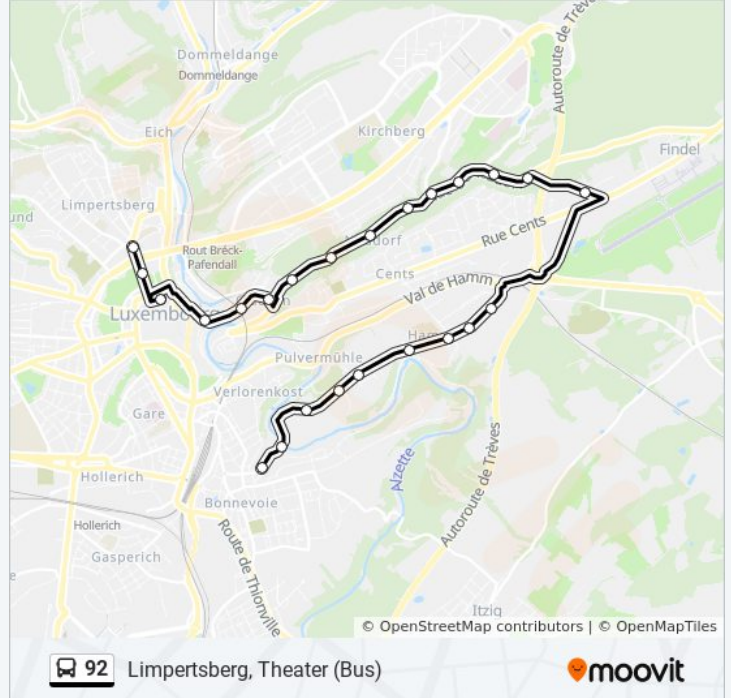 Dommeldange
Dommeldange
Autoroute de Trèves
Eich
Kirchberg
Findel
Limpertsberg
und
Rue Cents
Rout Bréck-
Pafendall
Cents
Val de Hamm
Luxembo
Pulvermühle
Verlorenkost
Gare
Alzette
Autoroute de Trèves
Hollerich
Bonnevoie
Hollerich
Route de Thionville
Gasperich
e
Itzig
© OpenStreetMap contributors | © OpenMapTiles
92 Limpertsberg, Theater (Bus)
moovit